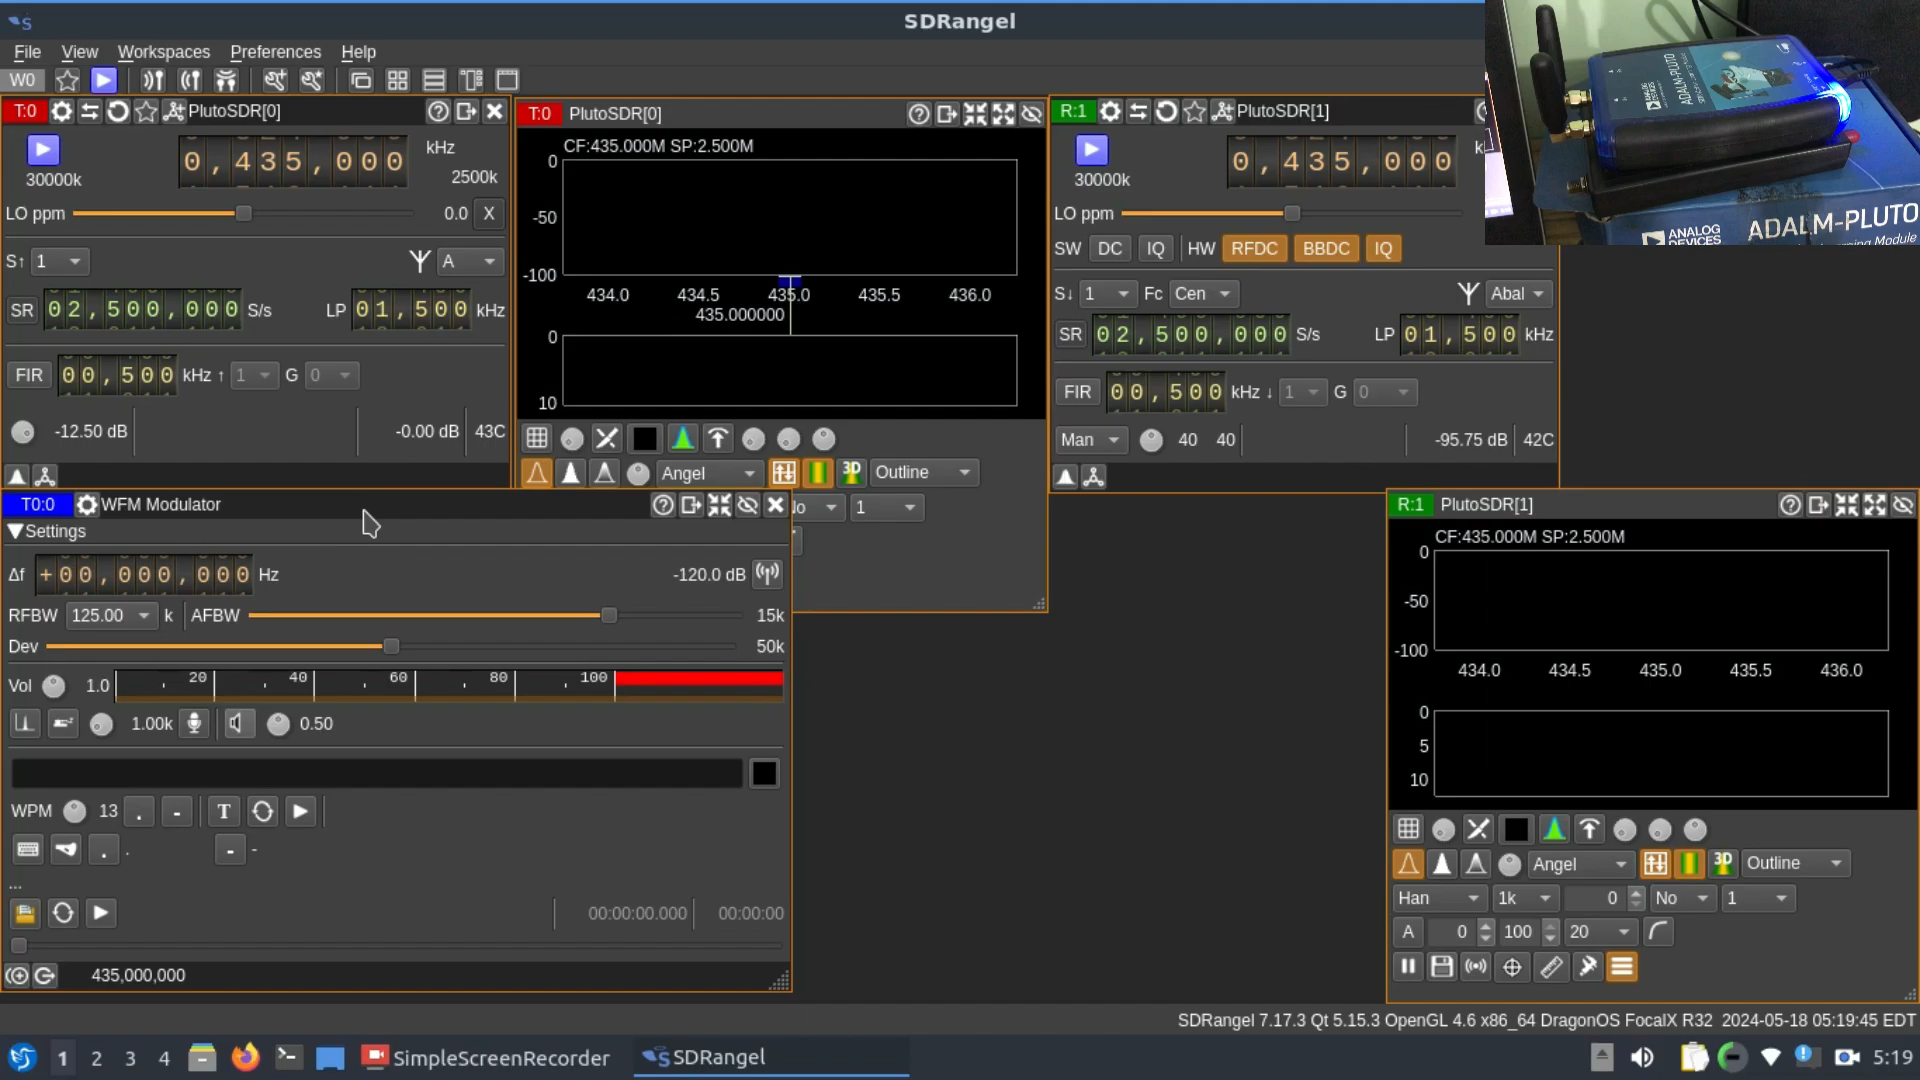 SDRangel
File View Workspaces Preferences Help
W0
T:0 PlutoSDR[0]
0,435,000 kHz
30000k 2500k
LO ppm 0.0 X
S↑ 1 A
SR 02,500,000 S/s LP 01,500 kHz
FIR 00,500 kHz ↑ 1 G 0
-12.50 dB -0.00 dB 43C
T:0 PlutoSDR[0]
CF:435.000M SP:2.500M
0
-50
-100
434.0 434.5 435.0 435.5 436.0
435.000000
0
10
Angel 3D Outline
No 1
R:1 PlutoSDR[1]
0,435,000 k
30000k
LO ppm
SW DC IQ HW RFDC BBDC IQ
S↓ 1 Fc Cen Abal
SR 02,500,000 S/s LP 01,500 kHz
FIR 00,500 kHz ↓ 1 G 0
Man 40 40 -95.75 dB 42C
ANALOG DEVICES
ADALM-PLUTO
ANALOG DEVICES ADALM-PLUTO
Learning Module
T0:0 WFM Modulator
Settings
Δf +00,000,000 Hz -120.0 dB
RFBW 125.00 k AFBW 15k
Dev 50k
Vol 1.0 20 40 60 80 100
1.00k 0.50
WPM 13 . - T
. . - -
...
00:00:00.000 00:00:00
435,000,000
R:1 PlutoSDR[1]
CF:435.000M SP:2.500M
0
-50
-100
434.0 434.5 435.0 435.5 436.0
0
5
10
Angel 3D Outline
Han 1k 0 No 1
A 0 100 20
SDRangel 7.17.3 Qt 5.15.3 OpenGL 4.6 x86_64 DragonOS FocalX R32 2024-05-18 05:19:45 EDT
1 2 3 4 SimpleScreenRecorder SDRangel 5:19